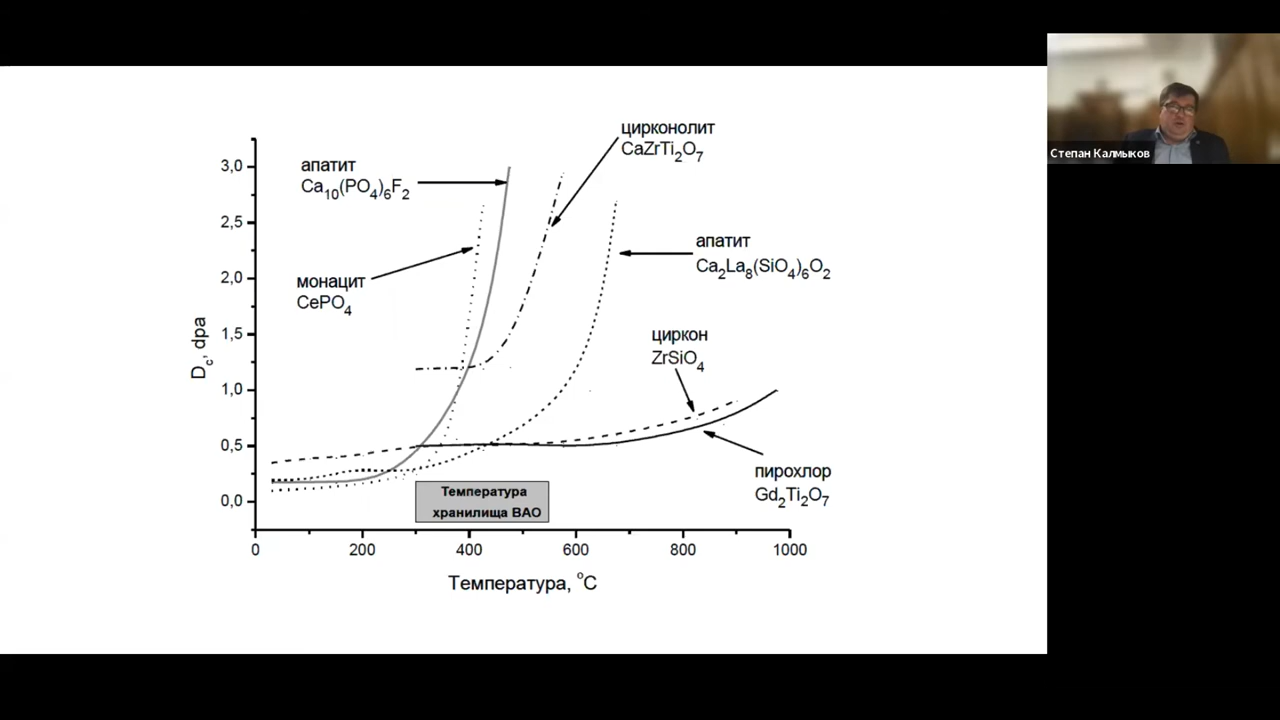 Степан Калмыков
цирконолит
CaZrTi₂O₇
апатит
Ca₁₀(PO₄)₆F₂
монацит
CePO₄
апатит
Ca₂La₈(SiO₄)₆O₂
циркон
ZrSiO₄
пирохлор
Gd₂Ti₂O₇
Температура
хранилища ВАО
D꜀, dpa
3,0
2,5
2,0
1,5
1,0
0,5
0,0
0 200 400 600 800 1000
Температура, °C